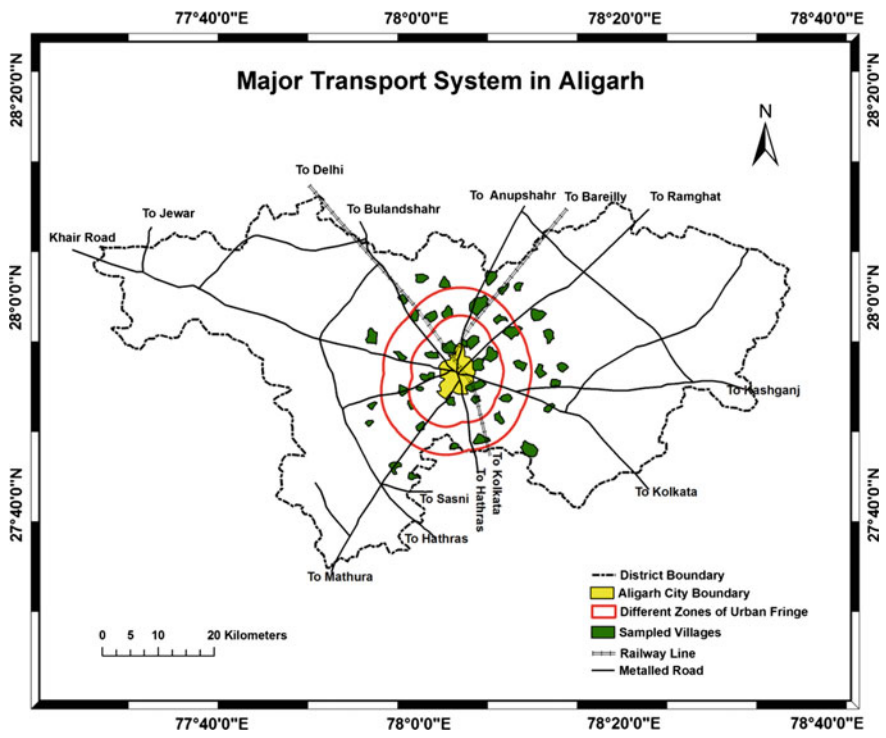 77°40'0"E 78°0'0"E 78°20'0"E 78°40'0"E
28°20'0"N
28°20'0"N
Major Transport System in Aligarh
N
To Delhi
To Bulandshahr
To Anupshahr
To Bareilly
To Ramghat
To Jewar
Khair Road
28°0'0"N
28°0'0"N
To Kashganj
To Kolkata
To Kolkata
To Hathras
To Sasni
To Hathras
To Mathura
27°40'0"N
27°40'0"N
District Boundary
Aligarh City Boundary
Different Zones of Urban Fringe
Sampled Villages
Railway Line
Metalled Road
0 5 10 20 Kilometers
77°40'0"E 78°0'0"E 78°20'0"E 78°40'0"E